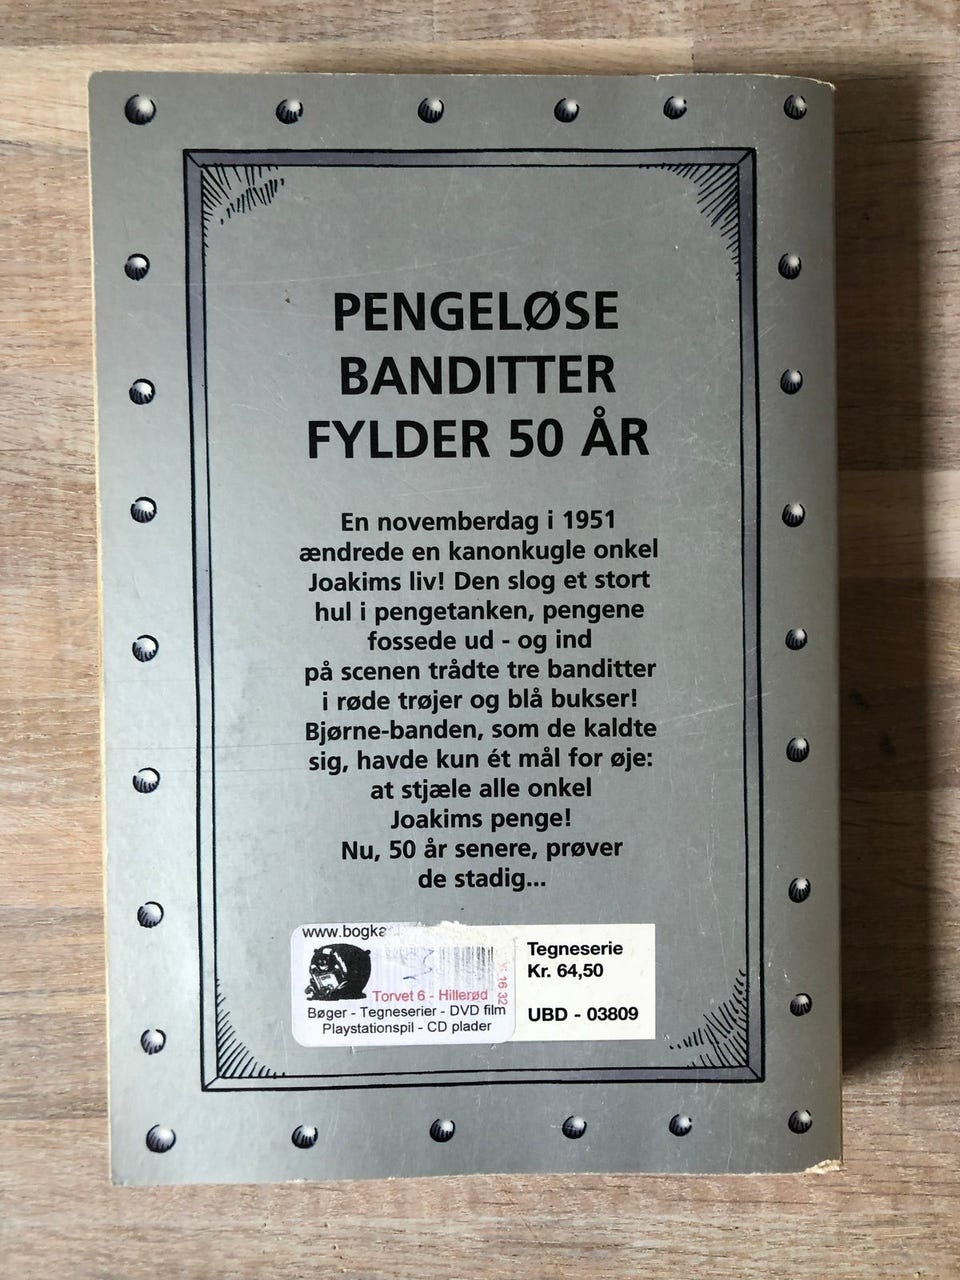 PENGELØSE
BANDITTER
FYLDER 50 ÅR
En novemberdag i 1951
ændrede en kanonkugle onkel
Joakims liv! Den slog et stort
hul i pengetanken, pengene
fossede ud - og ind
på scenen trådte tre banditter
i røde trøjer og blå bukser!
Bjørne-banden, som de kaldte
sig, havde kun ét mål for øje:
at stjæle alle onkel
Joakims penge!
Nu, 50 år senere, prøver
de stadig...
www.bogka
Torvet 6 - Hillerød
16 32
Bøger - Tegneserier - DVD film
Playstationspil - CD plader
Tegneserie
Kr. 64,50
UBD - 03809